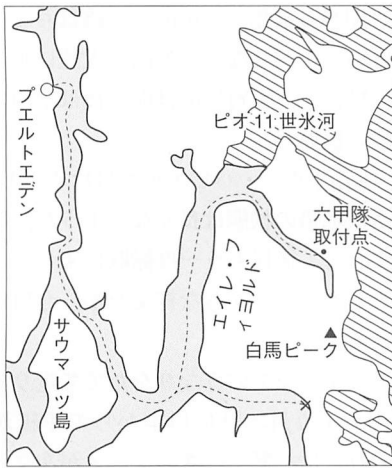 プエルトエデン
ピオ11世氷河
六甲隊
取付点
エイレ・フ
ィヨルド
白馬ピーク
サウマレツ島